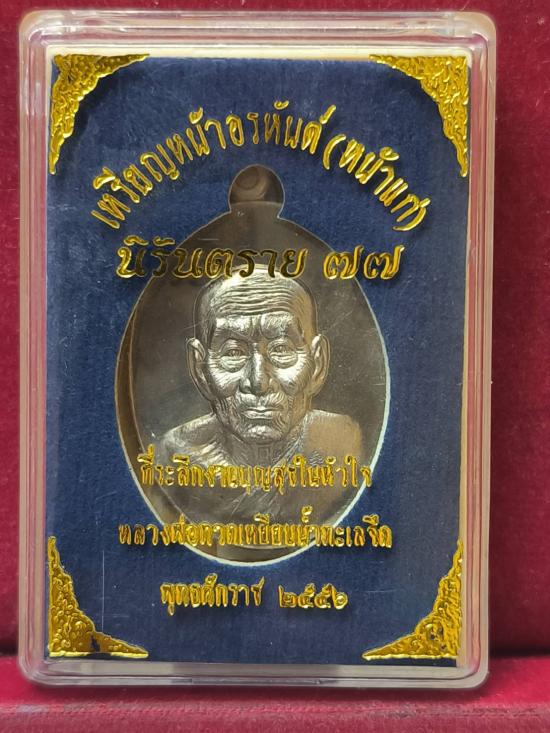 เหรียญหน้าอรหันต์ (หน้าแก่)
นิรันตราย ๗๗
ที่ระลึกงานบุญสุขในหัวใจ
หลวงพ่อทวดเหยียบน้ำทะเลจืด
พุทธศักราช ๒๕๕๖